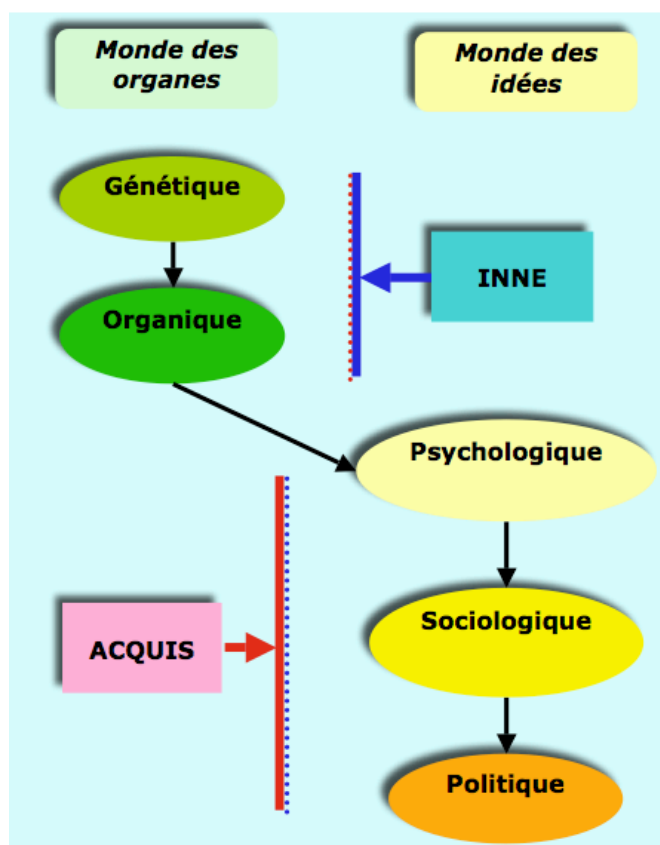 Monde des
organes
Monde des
idées
Génétique
INNE
Organique
Psychologique
Sociologique
ACQUIS
Politique